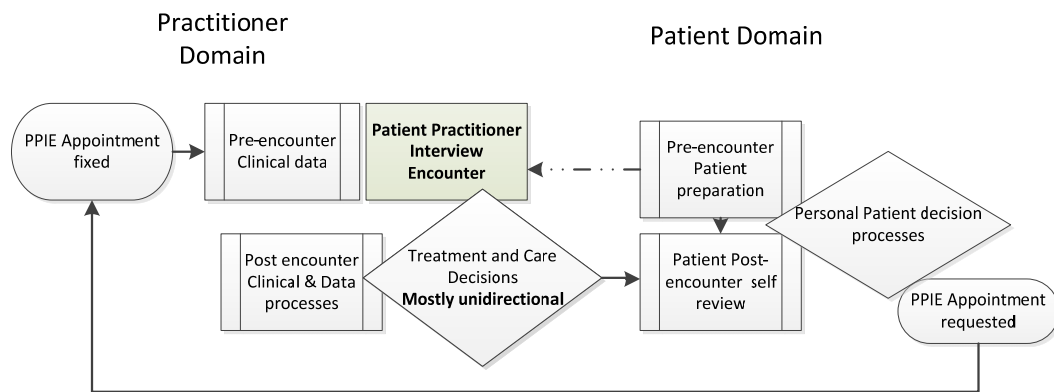 Practitioner
Domain
Patient Domain
PPIE Appointment
fixed
Pre-encounter
Clinical data
Patient Practitioner
Interview
Encounter
Pre-encounter
Patient
preparation
Personal Patient decision
processes
Post encounter
Clinical & Data
processes
Treatment and Care
Decisions
Mostly unidirectional
Patient Post-
encounter self
review
PPIE Appointment
requested